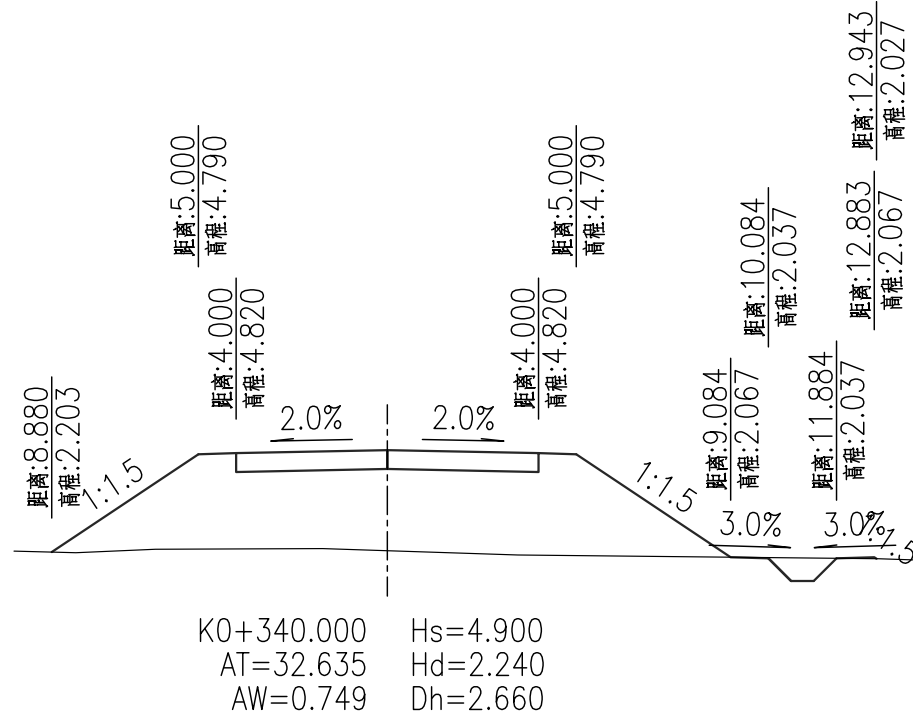 距离:12.943
高程:2.027
距离:5.000
高程:4.790
距离:5.000
高程:4.790
距离:10.084
高程:2.037
距离:12.883
高程:2.067
距离:4.000
高程:4.820
距离:4.000
高程:4.820
距离:8.880
高程:2.203
距离:9.084
高程:2.067
距离:11.884
高程:2.037
2.0%
2.0%
1:1.5
1:1.5
3.0%
3.0%
1:1.5
K0+340.000 Hs=4.900
AT=32.635 Hd=2.240
AW=0.749 Dh=2.660